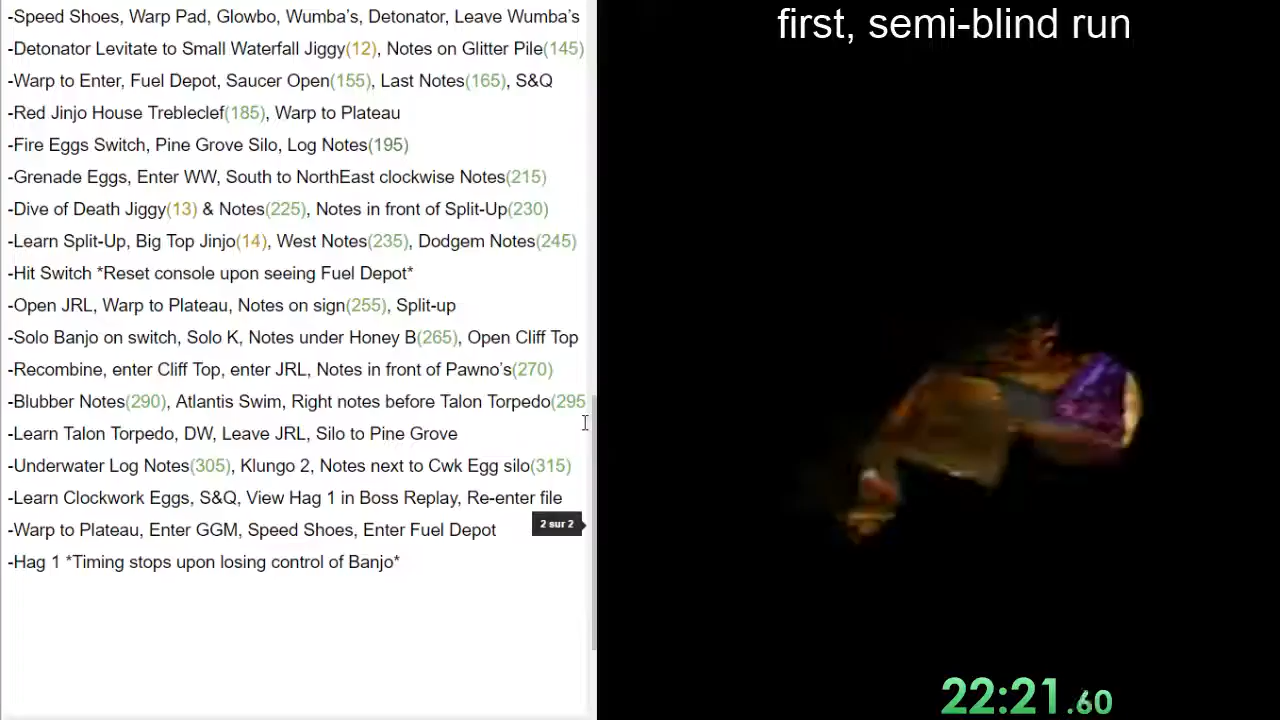 -Speed Shoes, Warp Pad, Glowbo, Wumba's, Detonator, Leave Wumba's
-Detonator Levitate to Small Waterfall Jiggy(12), Notes on Glitter Pile(145)
-Warp to Enter, Fuel Depot, Saucer Open(155), Last Notes(165), S&Q
-Red Jinjo House Trebleclef(185), Warp to Plateau
-Fire Eggs Switch, Pine Grove Silo, Log Notes(195)
-Grenade Eggs, Enter WW, South to NorthEast clockwise Notes(215)
-Dive of Death Jiggy(13) & Notes(225), Notes in front of Split-Up(230)
-Learn Split-Up, Big Top Jinjo(14), West Notes(235), Dodgem Notes(245)
-Hit Switch *Reset console upon seeing Fuel Depot*
-Open JRL, Warp to Plateau, Notes on sign(255), Split-up
-Solo Banjo on switch, Solo K, Notes under Honey B(265), Open Cliff Top
-Recombine, enter Cliff Top, enter JRL, Notes in front of Pawno's(270)
-Blubber Notes(290), Atlantis Swim, Right notes before Talon Torpedo(295
-Learn Talon Torpedo, DW, Leave JRL, Silo to Pine Grove
-Underwater Log Notes(305), Klungo 2, Notes next to Cwk Egg silo(315)
-Learn Clockwork Eggs, S&Q, View Hag 1 in Boss Replay, Re-enter file
-Warp to Plateau, Enter GGM, Speed Shoes, Enter Fuel Depot
2 sur 2
-Hag 1 *Timing stops upon losing control of Banjo*
first, semi-blind run
22:21.60